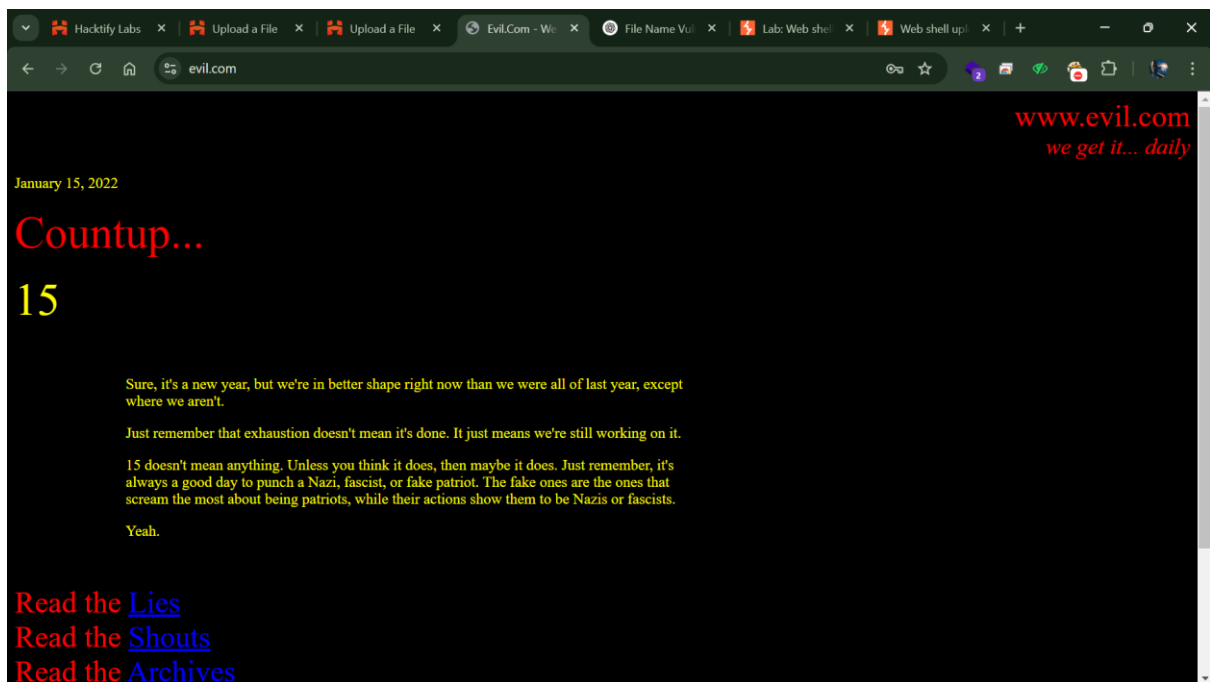 Hacktify Labs
Upload a File
Upload a File
Evil.Com - We
File Name Vul
Lab: Web shel
Web shell upl
evil.com
2
www.evil.com
we get it... daily
January 15, 2022
Countup...
15
Sure, it's a new year, but we're in better shape right now than we were all of last year, except
where we aren't.
Just remember that exhaustion doesn't mean it's done. It just means we're still working on it.
15 doesn't mean anything. Unless you think it does, then maybe it does. Just remember, it's
always a good day to punch a Nazi, fascist, or fake patriot. The fake ones are the ones that
scream the most about being patriots, while their actions show them to be Nazis or fascists.
Yeah.
Read the Lies
Read the Shouts
Read the Archives